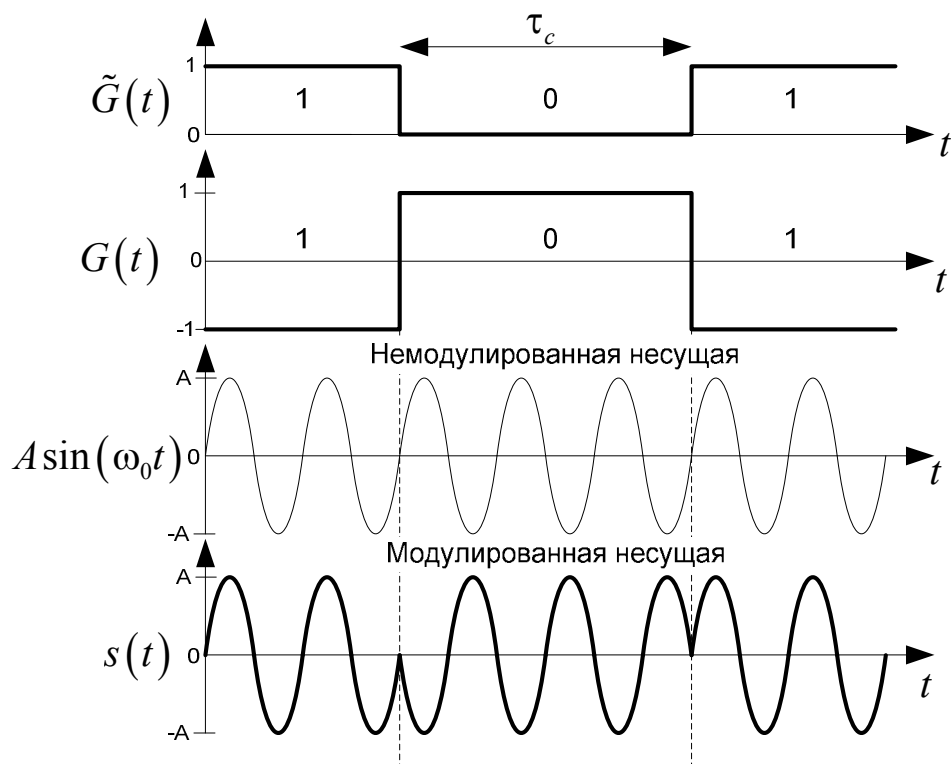 τ_c
1
G̃(t)
1 0 1
0
t
1
1 0 1
G(t)
0
t
-1
Немодулированная несущая
A
A sin(ω₀t)
0
t
-A
Модулированная несущая
A
s(t)
0
t
-A